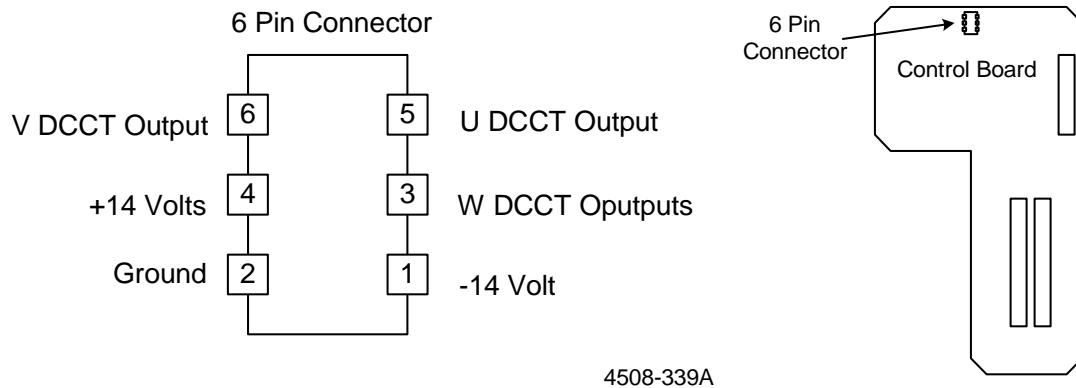 6 Pin Connector
6
V DCCT Output
5
U DCCT Output
4
+14 Volts
3
W DCCT Oputputs
2
Ground
1
-14 Volt
6 Pin
Connector
Control Board
4508-339A